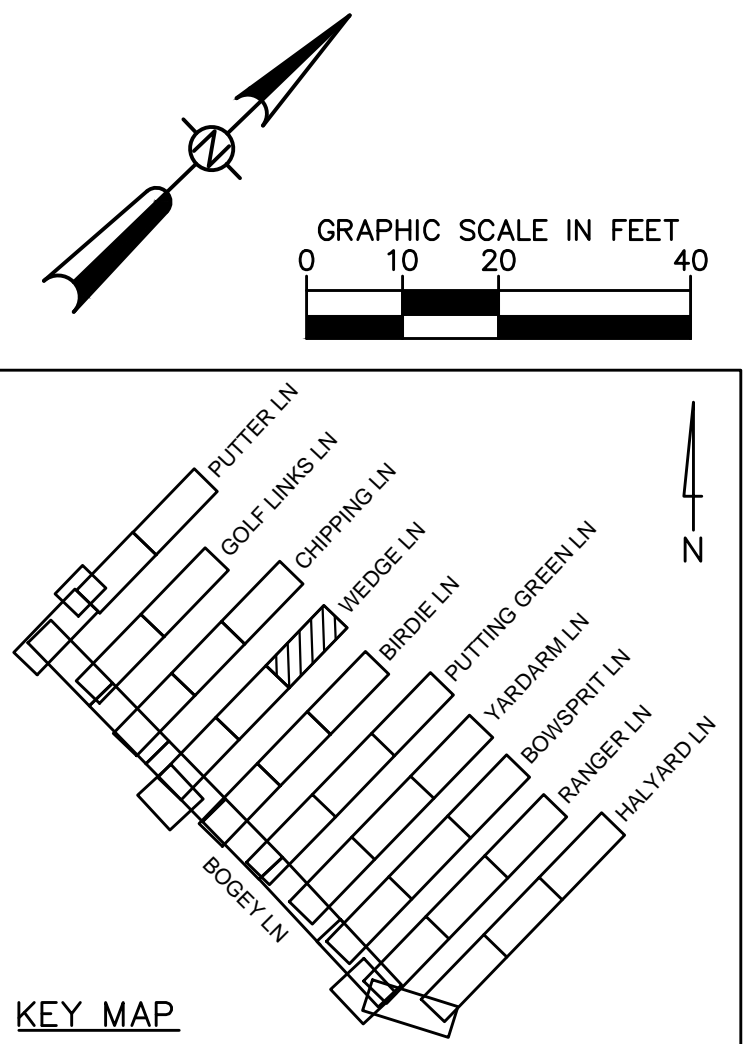 N
GRAPHIC SCALE IN FEET
0 10 20 40
PUTTER LN
GOLF LINKS LN
CHIPPING LN
WEDGE LN
BIRDIE LN
PUTTING GREEN LN
YARDARM LN
BOWSPRIT LN
RANGER LN
HALYARD LN
N
BOGEY LN
KEY MAP